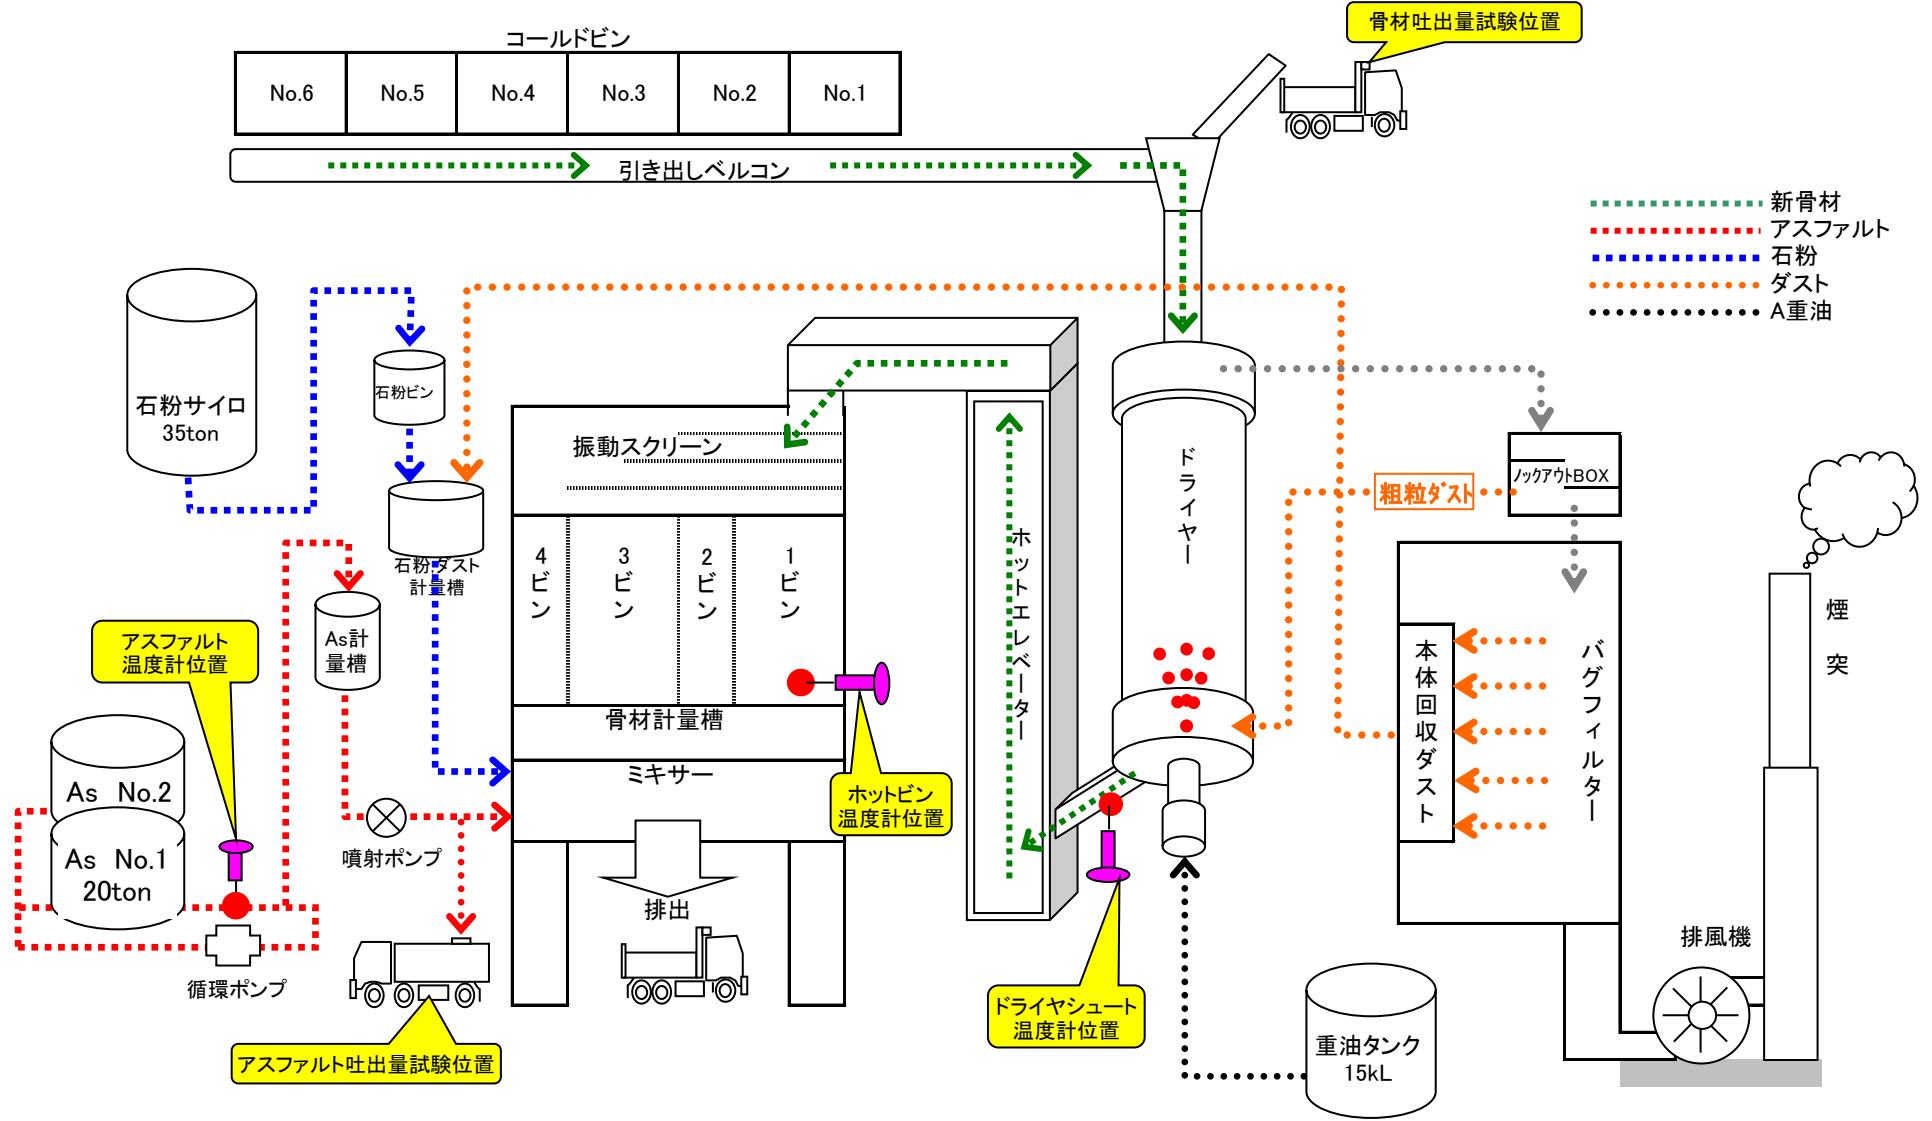 骨材吐出量試験位置
コールドビン
No.6
No.5
No.4
No.3
No.2
No.1
引き出しベルコン
新骨材
アスファルト
石粉
ダスト
A重油
石粉サイロ
35ton
石粉ビン
石粉,ダスト
計量槽
振動スクリーン
4ビン
3ビン
2ビン
1ビン
骨材計量槽
ミキサー
排出
ホットエレベーター
ドライヤー
粗粒ダスト
ノックアウトBOX
本体回収ダスト
バグフィルター
煙突
排風機
アスファルト
温度計位置
As計
量槽
As No.2
As No.1
20ton
噴射ポンプ
循環ポンプ
アスファルト吐出量試験位置
ホットビン
温度計位置
ドライヤシュート
温度計位置
重油タンク
15kL